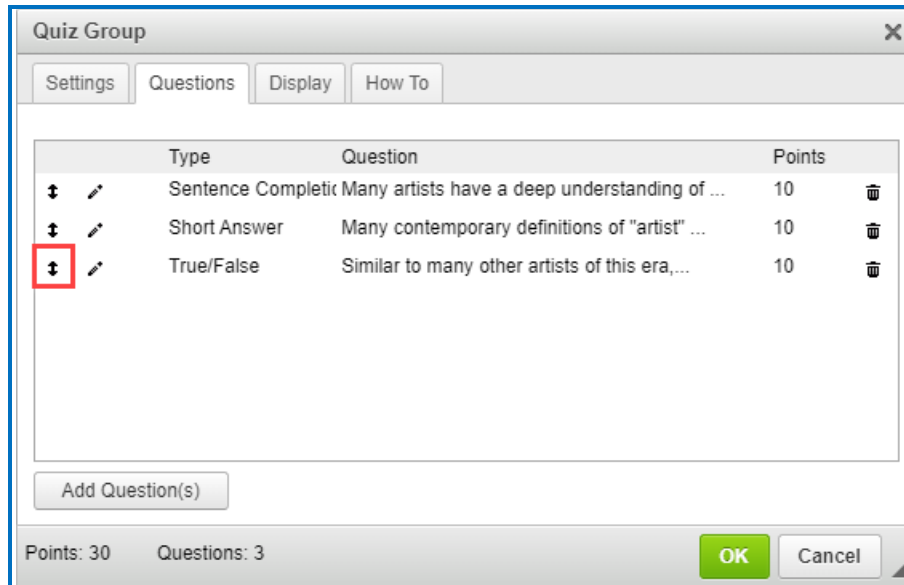 Quiz Group
Settings Questions Display How To
Type Question Points
Sentence Completic Many artists have a deep understanding of ... 10
Short Answer Many contemporary definitions of "artist" ... 10
True/False Similar to many other artists of this era,... 10
Add Question(s)
Points: 30 Questions: 3 OK Cancel